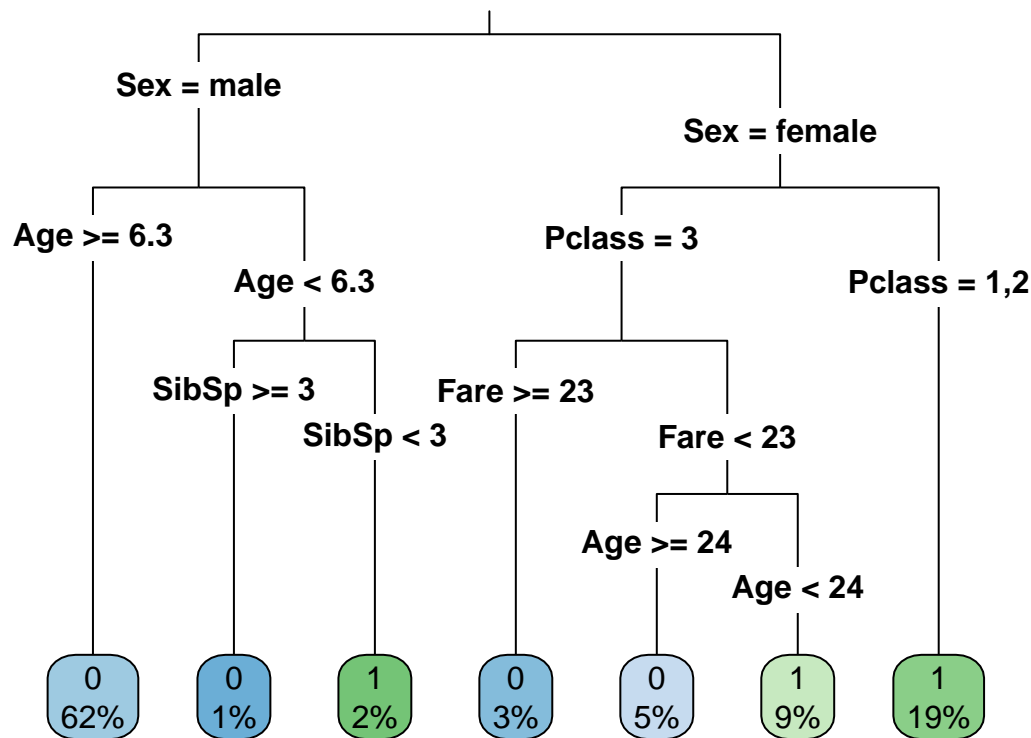 Sex = male
Sex = female
Age >= 6.3
Pclass = 3
Age < 6.3
Pclass = 1,2
SibSp >= 3
Fare >= 23
SibSp < 3
Fare < 23
Age >= 24
Age < 24
0 0 1 0 0 1 1
62% 1% 2% 3% 5% 9% 19%